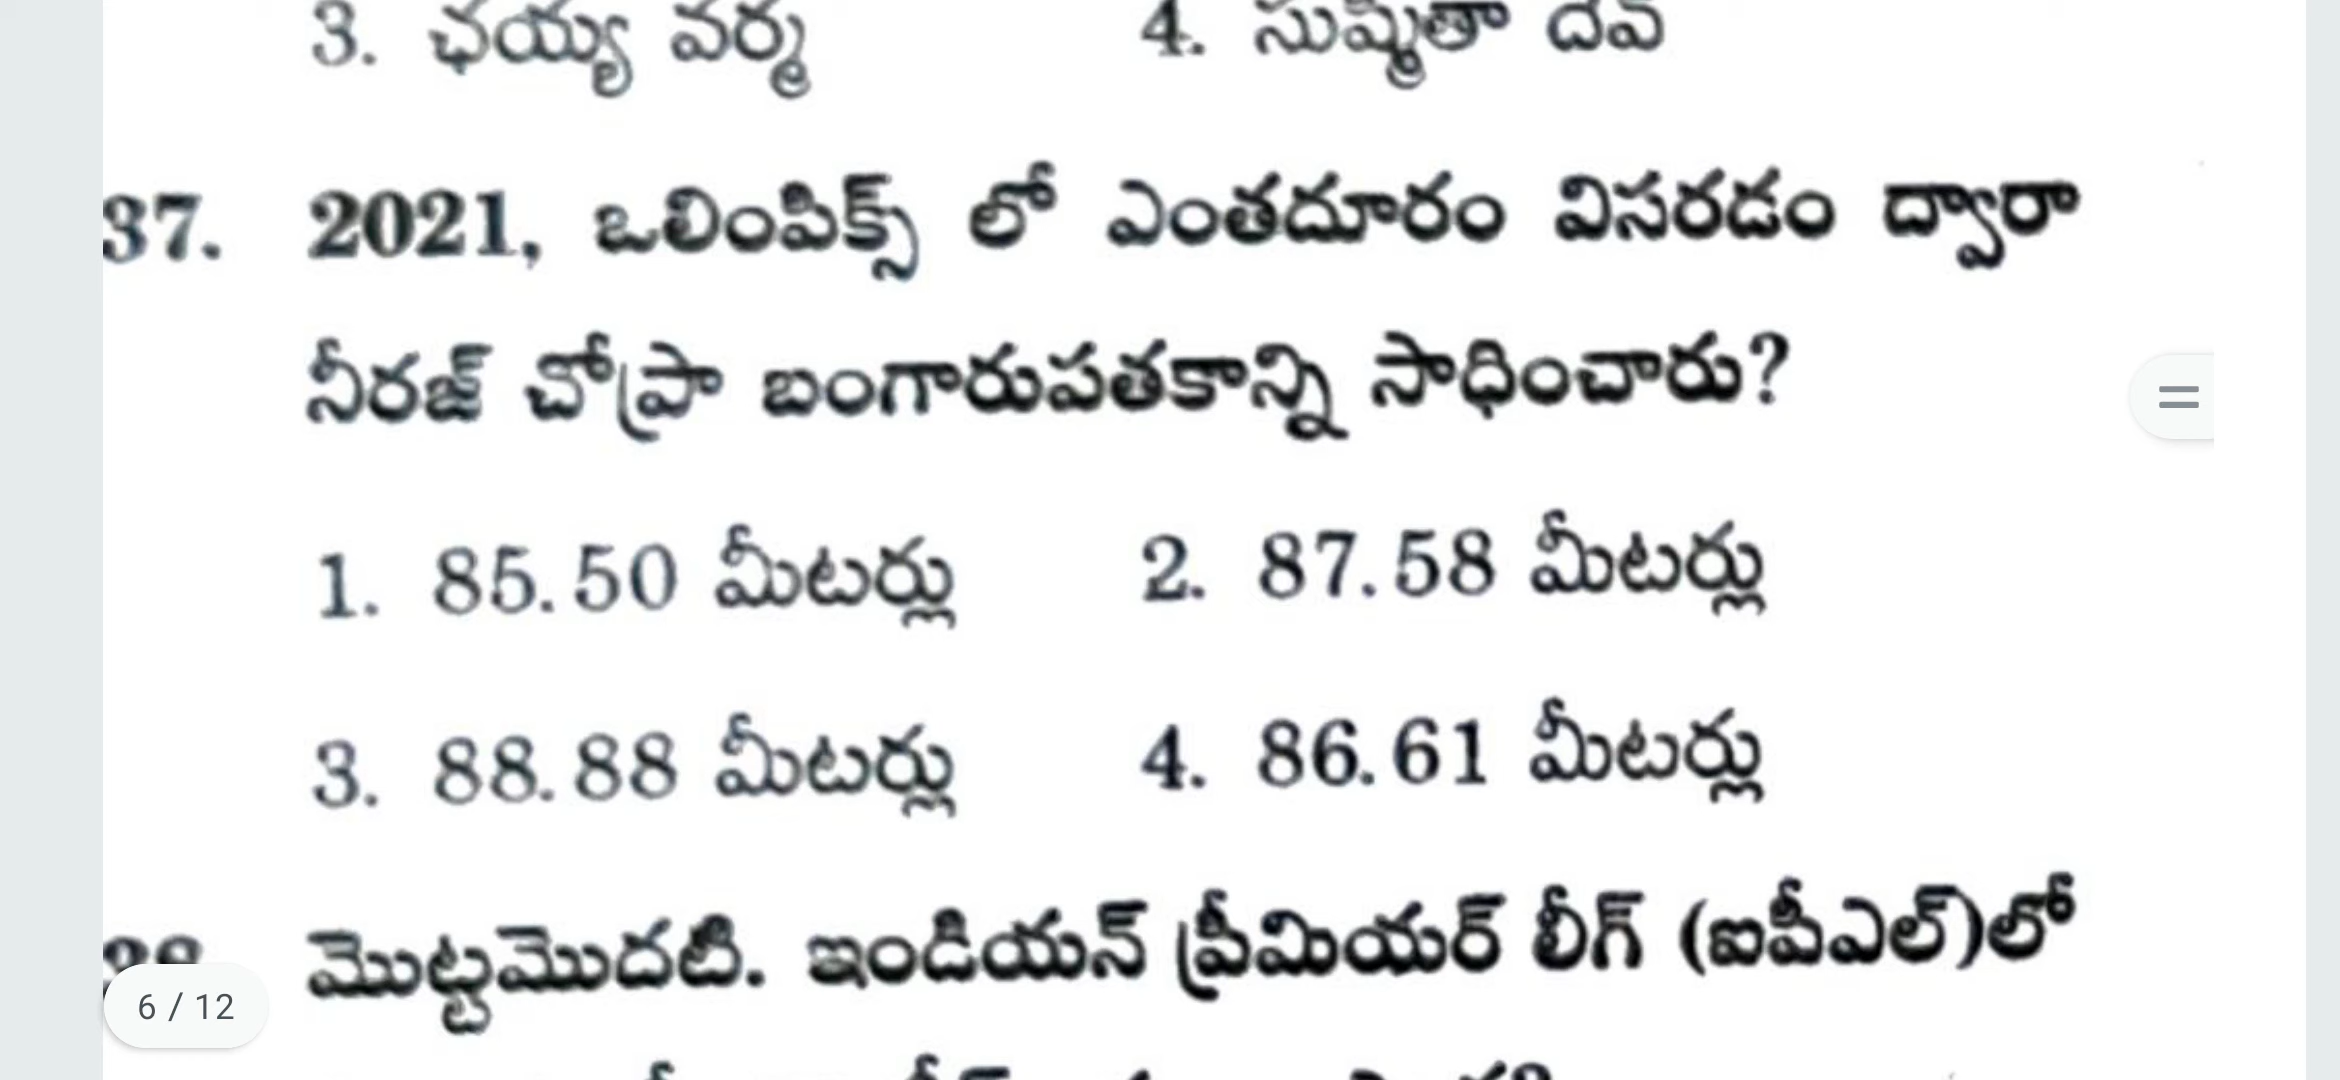 3. ఛయ్య వర్మ 4. సుష్మితా దేవ్
37. 2021, ఒలింపిక్స్ లో ఎంతదూరం విసరడం ద్వారా
నీరజ్ చోప్రా బంగారుపతకాన్ని సాధించారు?
1. 85.50 మీటర్లు 2. 87.58 మీటర్లు
3. 88.88 మీటర్లు 4. 86.61 మీటర్లు
మొట్టమొదటి. ఇండియన్ ప్రీమియర్ లీగ్ (ఐపీఎల్)లో
6 / 12